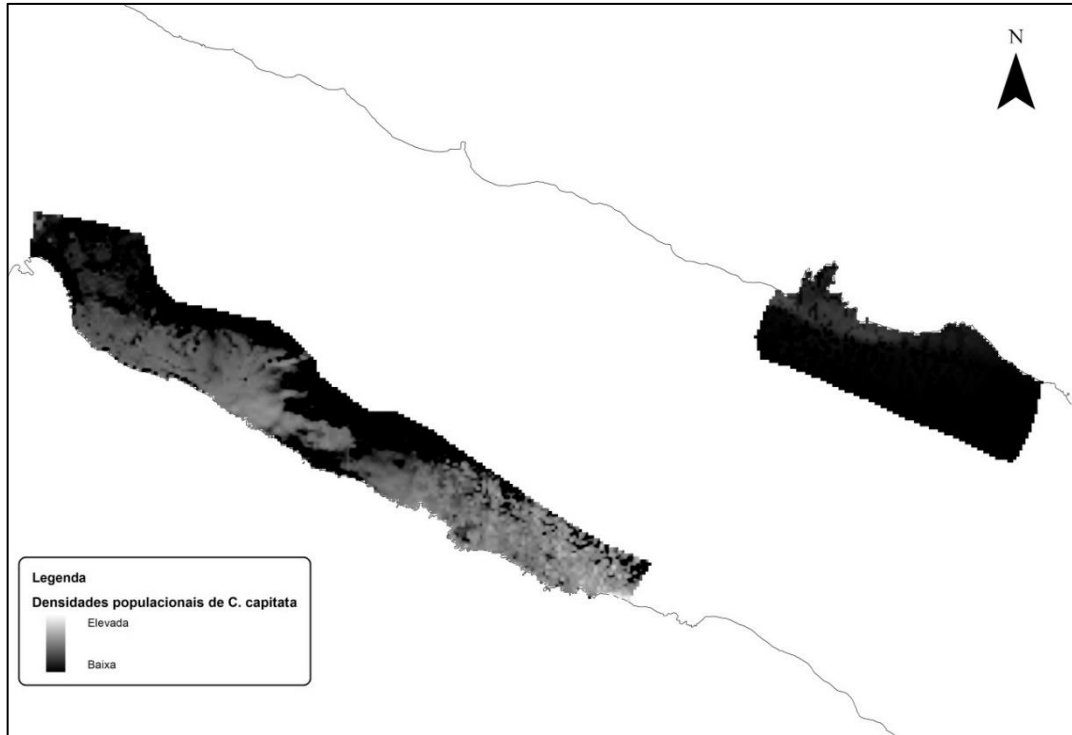 N
Legenda
Densidades populacionais de C. capitata
Elevada
Baixa